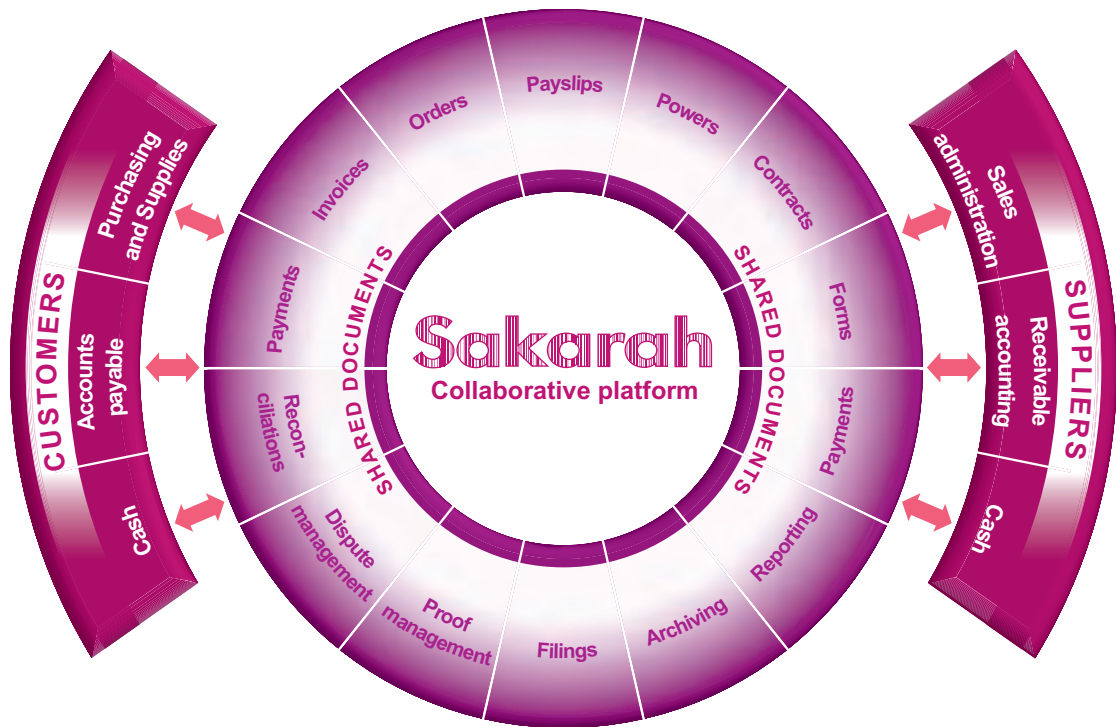 CUSTOMERS
Purchasing
and Supplies
Accounts
payable
Cash
Payslips
Powers
Contracts
Forms
Payments
Reporting
Archiving
Filings
Proof
management
Dispute
management
Recon-
ciliations
Payments
Invoices
Orders
SHARED DOCUMENTS
SHARED DOCUMENTS
Sakarah
Collaborative platform
Sales
administration
Receivable
accounting
Cash
SUPPLIERS